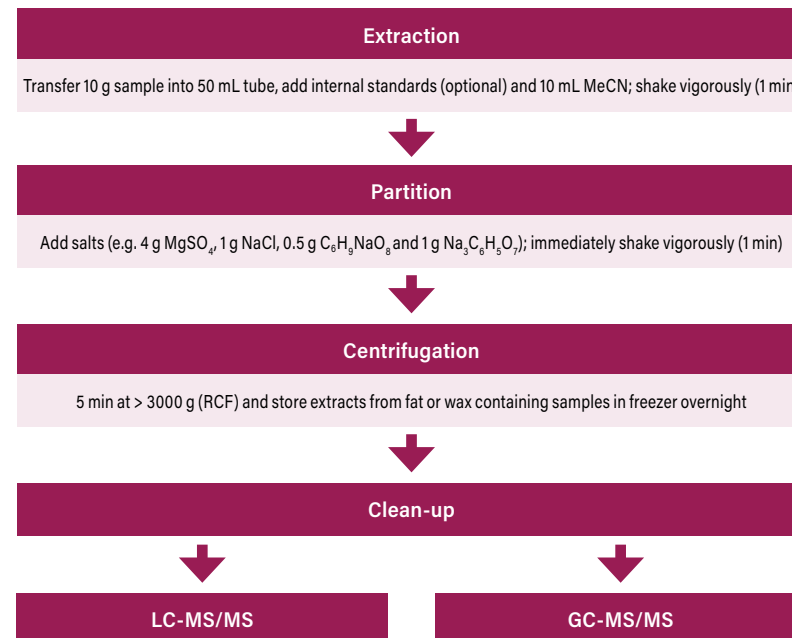 Extraction
Transfer 10 g sample into 50 mL tube, add internal standards (optional) and 10 mL MeCN; shake vigorously (1 min
Partition
Add salts (e.g. 4 g MgSO₄, 1 g NaCl, 0.5 g C₆H₉NaO₈ and 1 g Na₃C₆H₅O₇); immediately shake vigorously (1 min)
Centrifugation
5 min at > 3000 g (RCF) and store extracts from fat or wax containing samples in freezer overnight
Clean-up
LC-MS/MS
GC-MS/MS